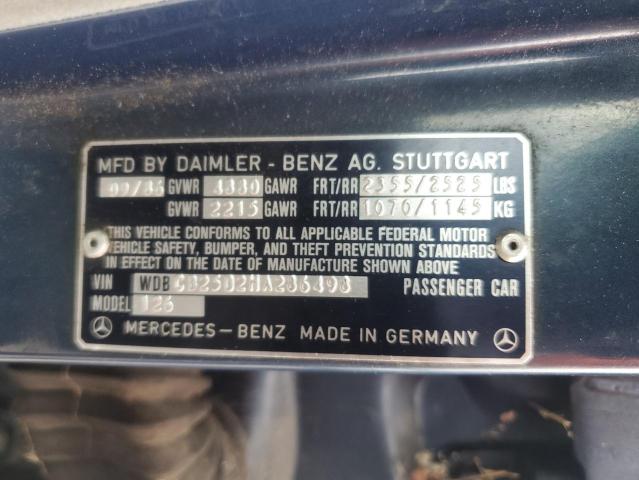 MFD BY DAIMLER - BENZ AG. STUTTGART
GVWR GAWR FRT/RR 2355/2525 LBS
GVWR 2215 GAWR FRT/RR 1070/1145 KG
THIS VEHICLE CONFORMS TO ALL APPLICABLE FEDERAL MOTOR
VEHICLE SAFETY, BUMPER, AND THEFT PREVENTION STANDARDS
IN EFFECT ON THE DATE OF MANUFACTURE SHOWN ABOVE
VIN WDB PASSENGER CAR
MODEL 126
MERCEDES-BENZ MADE IN GERMANY